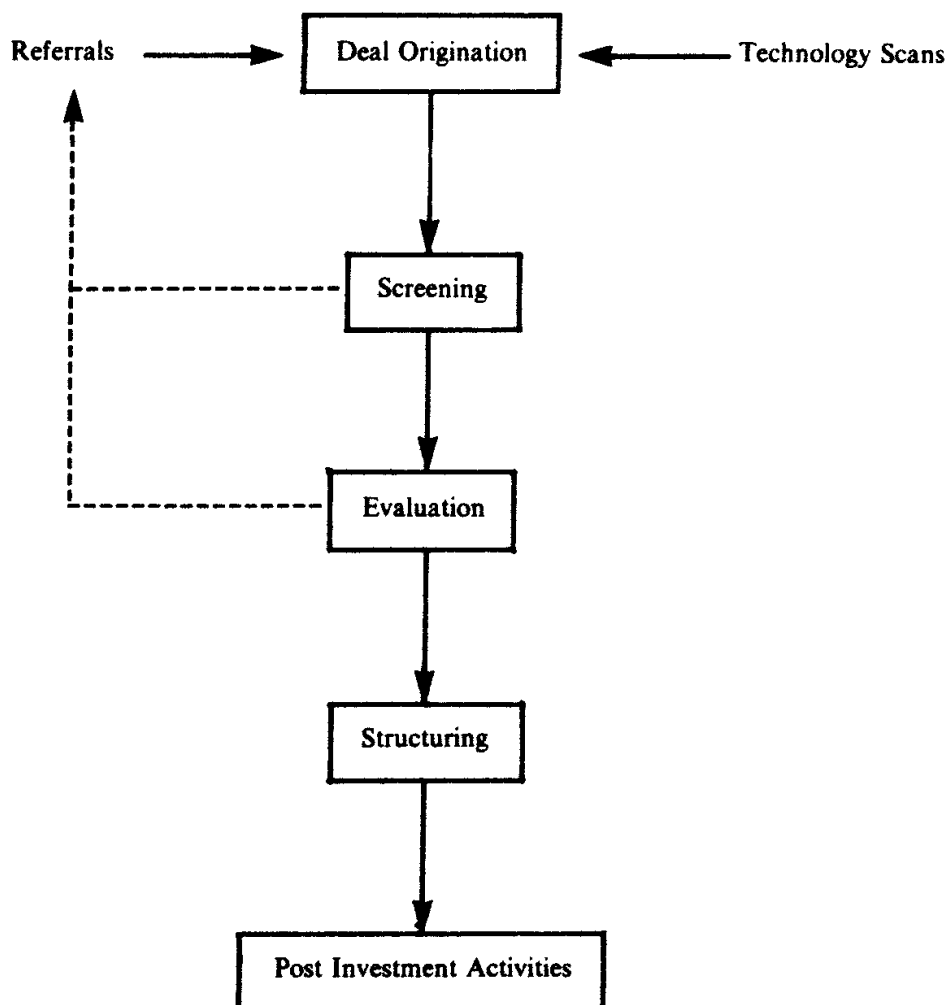 Referrals
Deal Origination
Technology Scans
Screening
Evaluation
Structuring
Post Investment Activities